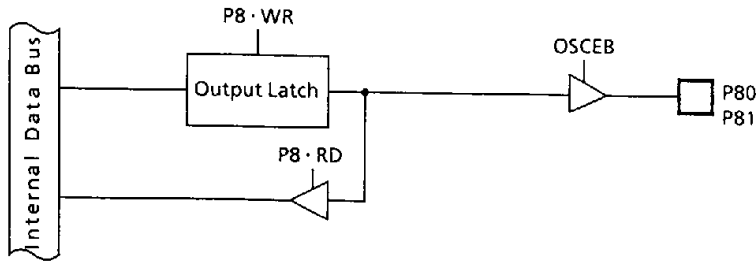 P8 · WR
OSCEB
Internal Data Bus
Output Latch
P80
P81
P8 · RD